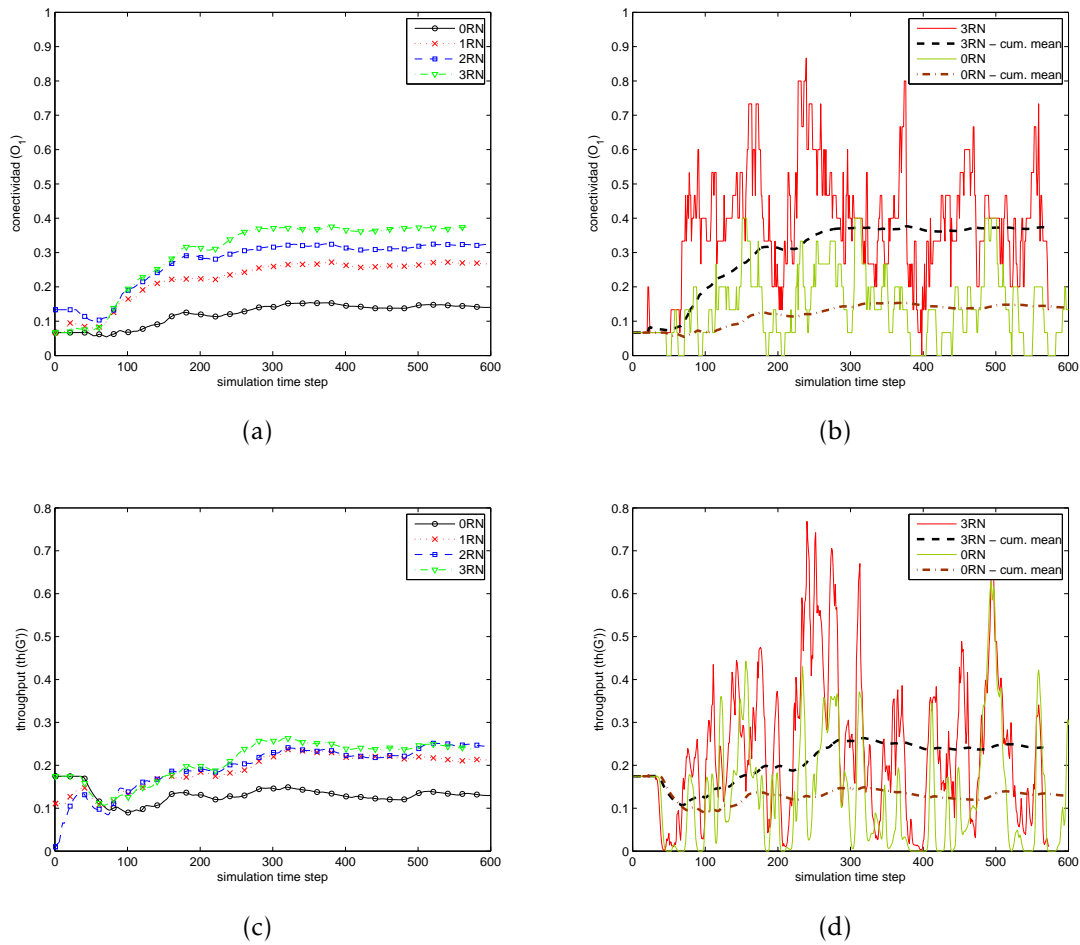 1
0.9
0.8
0.7
0.6
0.5
0.4
0.3
0.2
0.1
0
conectividad (O1)
0RN
1RN
2RN
3RN
0 100 200 300 400 500 600
simulation time step
(a)
1
0.9
0.8
0.7
0.6
0.5
0.4
0.3
0.2
0.1
0
conectividad (O1)
3RN
3RN – cum. mean
0RN
0RN – cum. mean
0 100 200 300 400 500 600
simulation time step
(b)
0.8
0.7
0.6
0.5
0.4
0.3
0.2
0.1
0
throughput (th(G')
0RN
1RN
2RN
3RN
0 100 200 300 400 500 600
simulation time step
(c)
0.8
0.7
0.6
0.5
0.4
0.3
0.2
0.1
0
throughput (th(G')
3RN
3RN – cum. mean
0RN
0RN – cum. mean
0 100 200 300 400 500 600
simulation time step
(d)